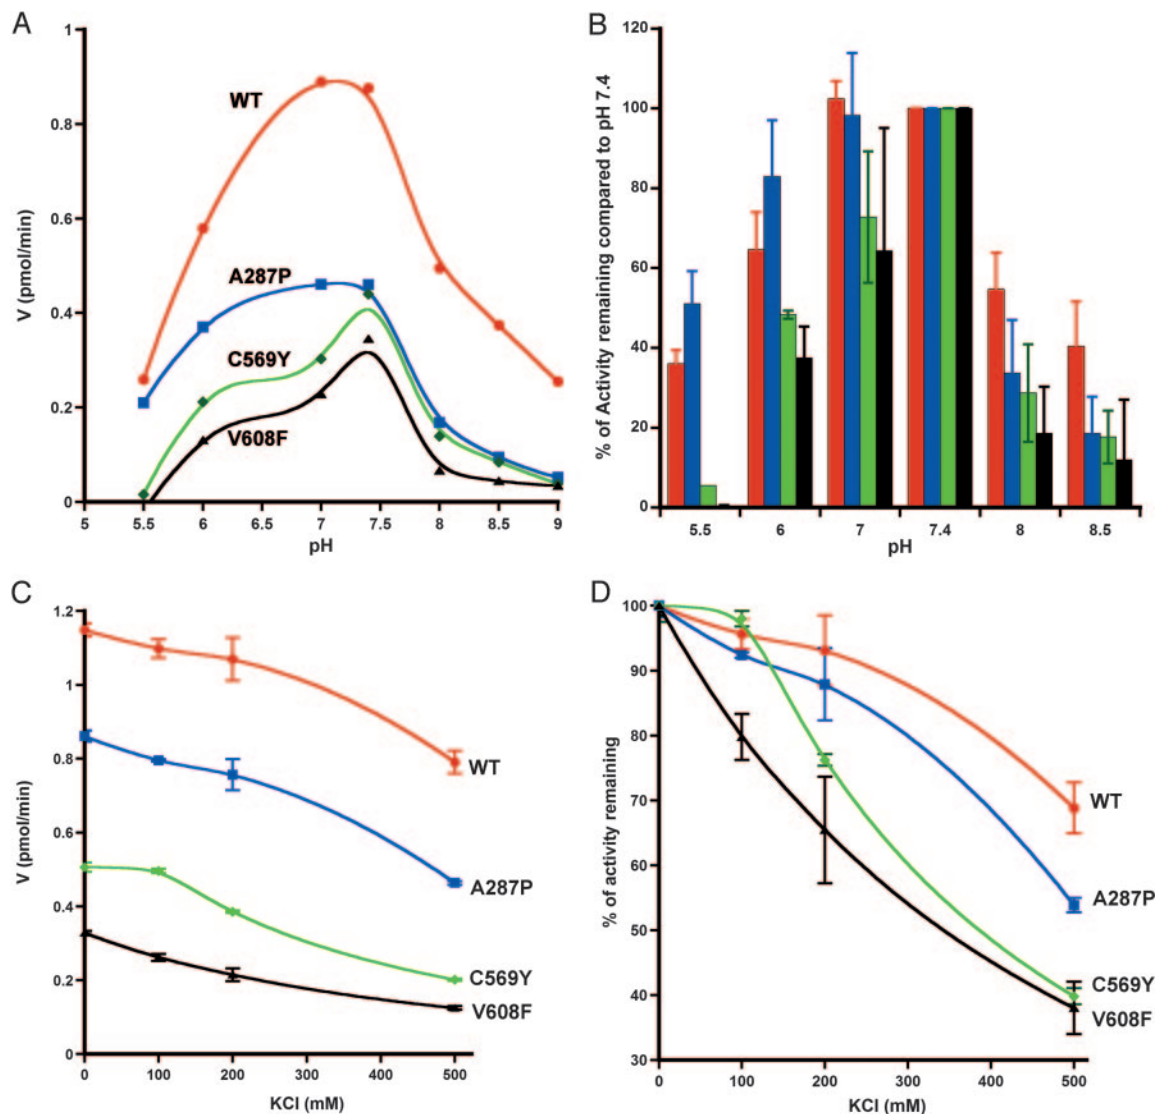 A
1
0.8
0.6
0.4
0.2
0
V (pmol/min)
WT
A287P
C569Y
V608F
5 5.5 6 6.5 7 7.5 8 8.5 9
pH
B
120
100
80
60
40
20
0
% of Activity remaining compared to pH 7.4
5.5 6 7 7.4 8 8.5
pH
C
1.2
1
0.8
0.6
0.4
0.2
0
V (pmol/min)
WT
A287P
C569Y
V608F
0 100 200 300 400 500
KCl (mM)
D
100
90
80
70
60
50
40
30
% of activity remaining
WT
A287P
C569Y
V608F
0 100 200 300 400 500
KCl (mM)